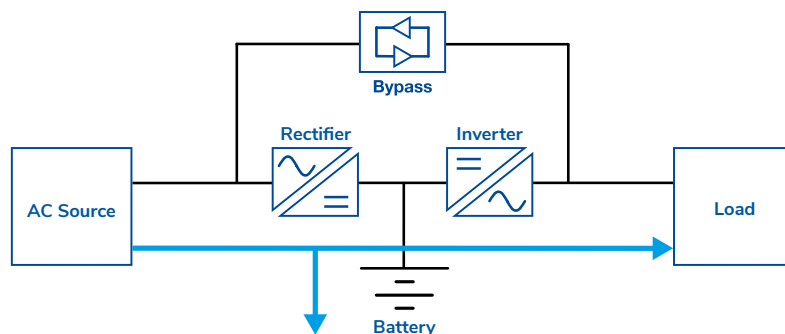 Bypass
Rectifier
Inverter
AC Source
Load
Battery